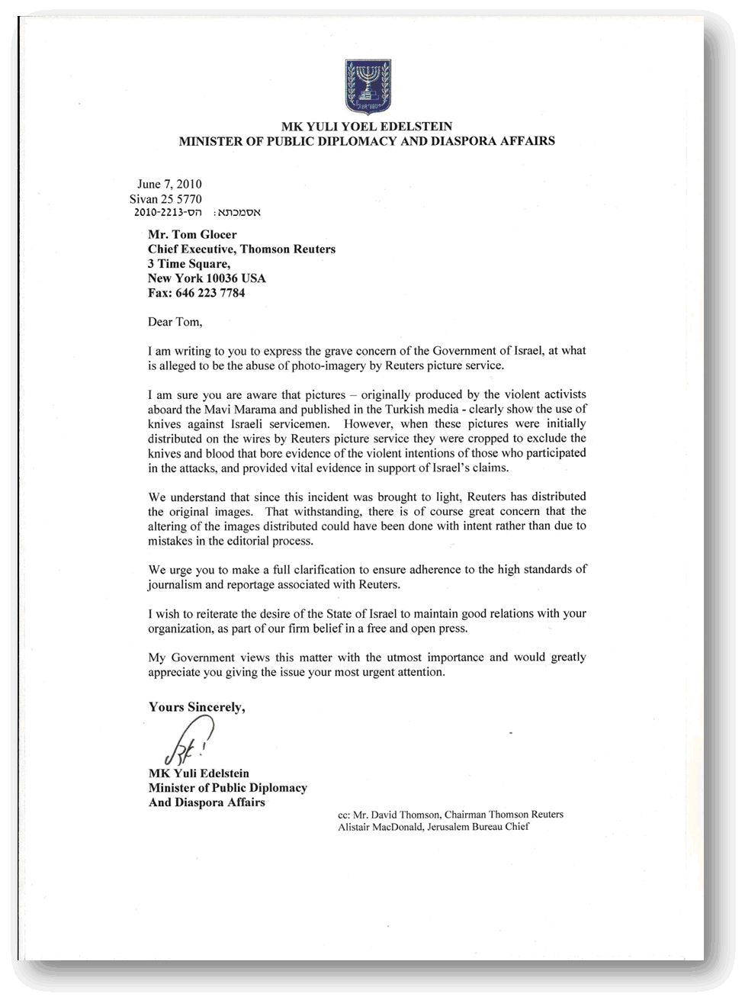 MK YULI YOEL EDELSTEIN
MINISTER OF PUBLIC DIPLOMACY AND DIASPORA AFFAIRS
June 7, 2010
Sivan 25 5770
אסמכתא: הס-2010-2213
Mr. Tom Glocer
Chief Executive, Thomson Reuters
3 Time Square,
New York 10036 USA
Fax: 646 223 7784
Dear Tom,
I am writing to you to express the grave concern of the Government of Israel, at what
is alleged to be the abuse of photo-imagery by Reuters picture service.
I am sure you are aware that pictures – originally produced by the violent activists
aboard the Mavi Marama and published in the Turkish media - clearly show the use of
knives against Israeli servicemen. However, when these pictures were initially
distributed on the wires by Reuters picture service they were cropped to exclude the
knives and blood that bore evidence of the violent intentions of those who participated
in the attacks, and provided vital evidence in support of Israel's claims.
We understand that since this incident was brought to light, Reuters has distributed
the original images. That withstanding, there is of course great concern that the
altering of the images distributed could have been done with intent rather than due to
mistakes in the editorial process.
We urge you to make a full clarification to ensure adherence to the high standards of
journalism and reportage associated with Reuters.
I wish to reiterate the desire of the State of Israel to maintain good relations with your
organization, as part of our firm belief in a free and open press.
My Government views this matter with the utmost importance and would greatly
appreciate you giving the issue your most urgent attention.
Yours Sincerely,
MK Yuli Edelstein
Minister of Public Diplomacy
And Diaspora Affairs
cc: Mr. David Thomson, Chairman Thomson Reuters
Alistair MacDonald, Jerusalem Bureau Chief